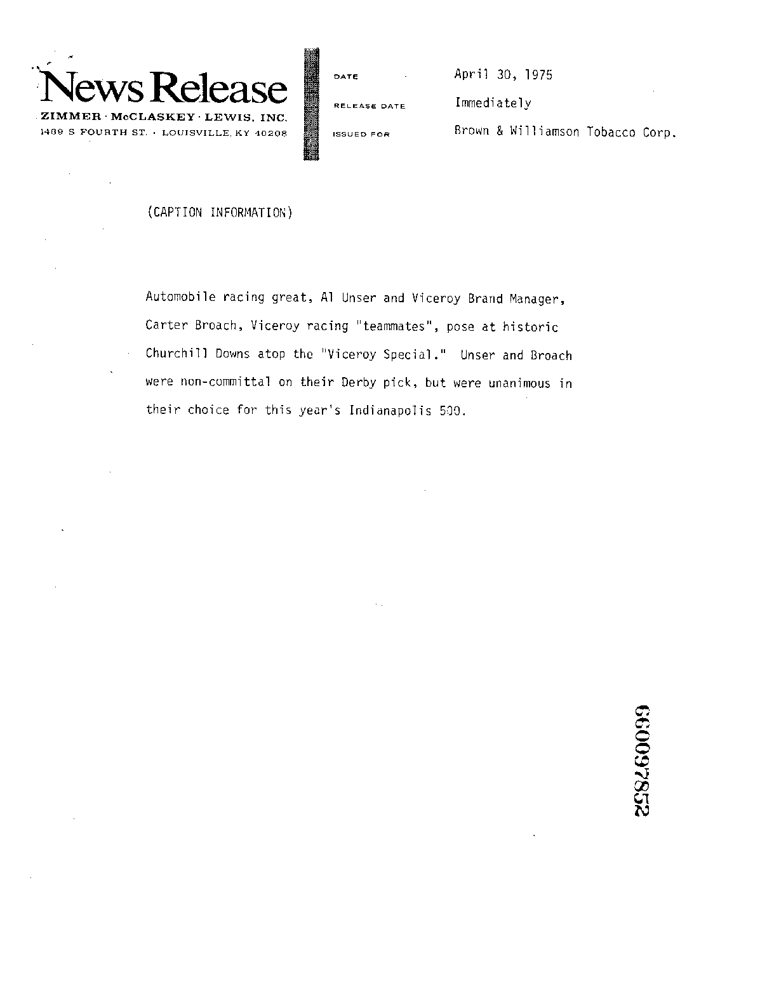 News Release
ZIMMER · McCLASKEY · LEWIS, INC.
1469 S FOURTH ST. · LOUISVILLE, KY 40208
DATE April 30, 1975
RELEASE DATE Immediately
ISSUED FOR Brown & Williamson Tobacco Corp.
(CAPTION INFORMATION)
Automobile racing great, Al Unser and Viceroy Brand Manager,
Carter Broach, Viceroy racing "teammates", pose at historic
Churchill Downs atop the "Viceroy Special." Unser and Broach
were non-committal on their Derby pick, but were unanimous in
their choice for this year's Indianapolis 500.
660097852